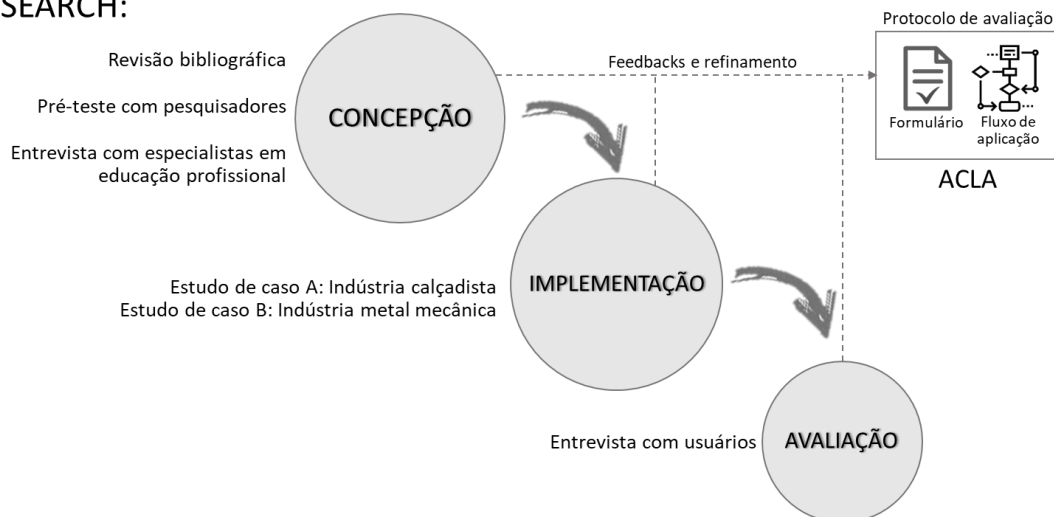 SEARCH:
Protocolo de avaliação
Revisão bibliográfica
Feedbacks e refinamento
Pré-teste com pesquisadores
CONCEPÇÃO
Formulário
Fluxo de
aplicação
Entrevista com especialistas em
educação profissional
ACLA
Estudo de caso A: Indústria calçadista
Estudo de caso B: Indústria metal mecânica
IMPLEMENTAÇÃO
Entrevista com usuários
AVALIAÇÃO